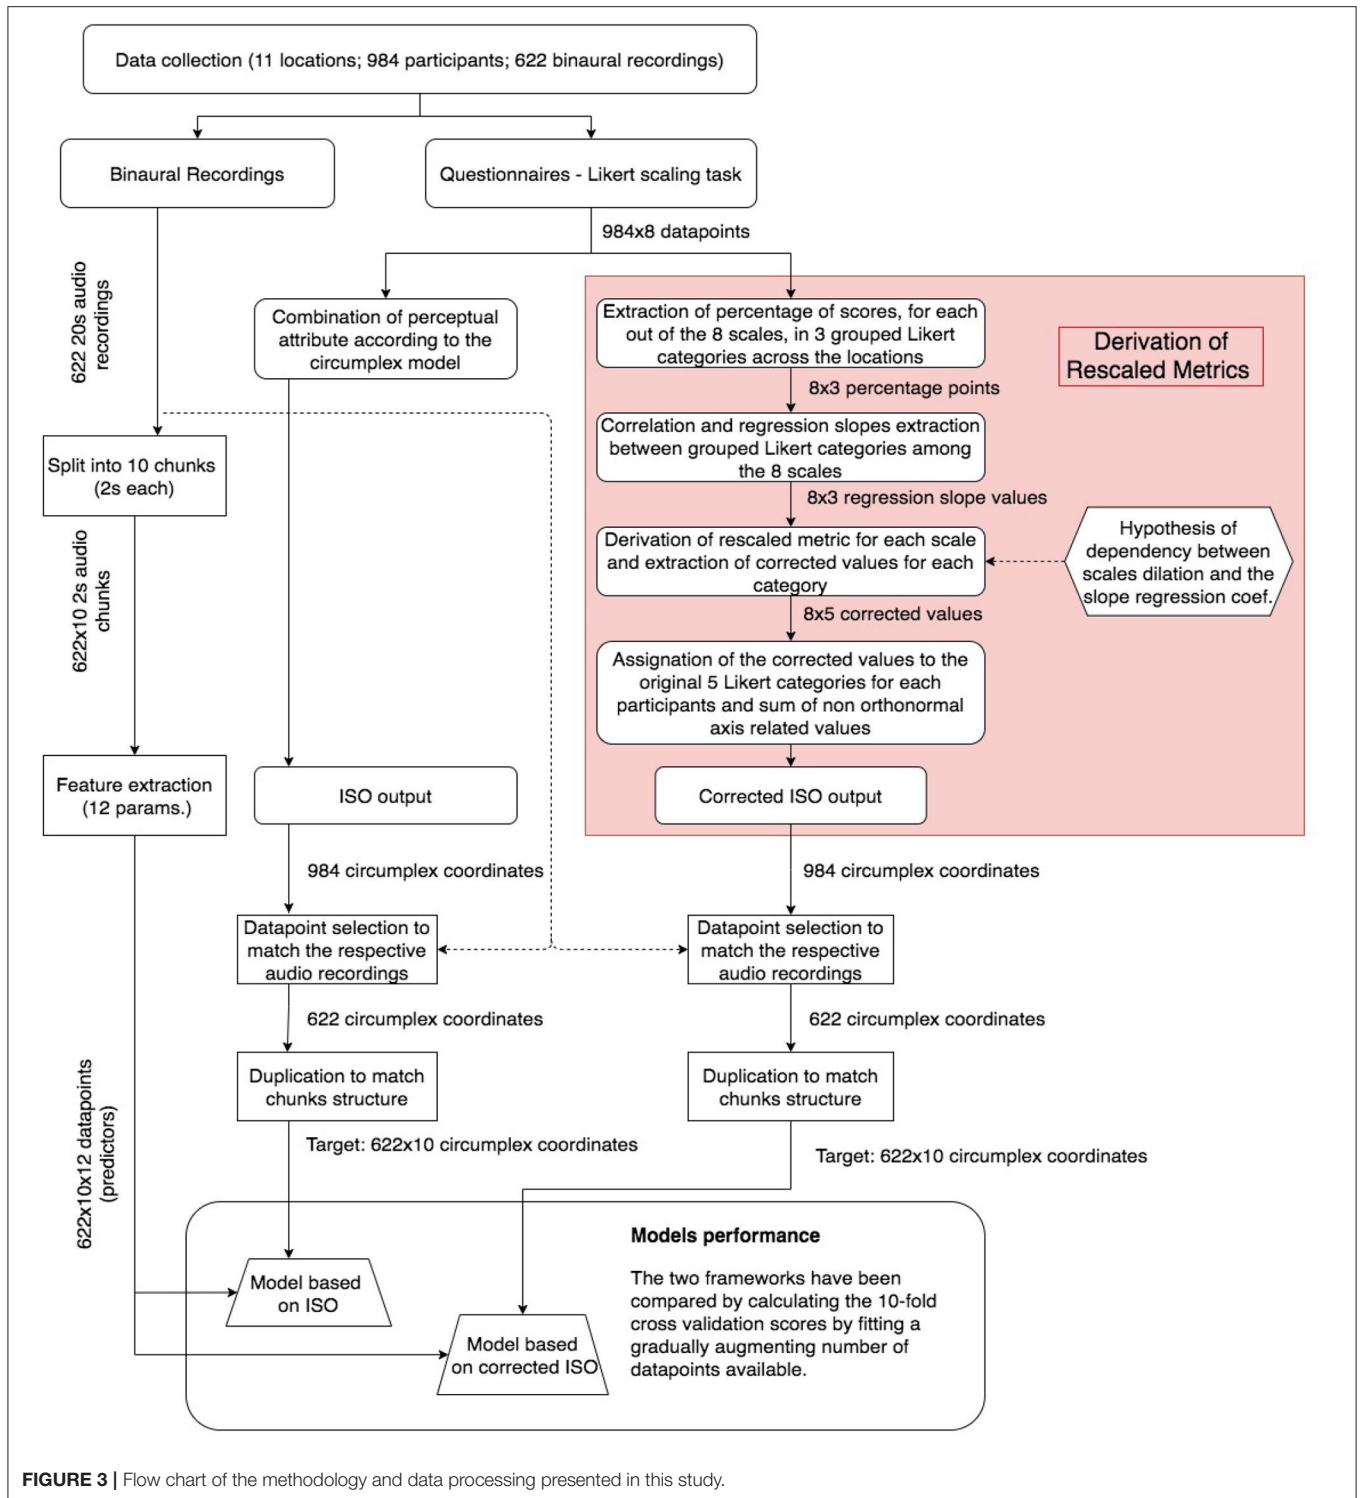 Data collection (11 locations; 984 participants; 622 binaural recordings)
Binaural Recordings
Questionnaires - Likert scaling task
984x8 datapoints
622 20s audio
recordings
Combination of perceptual
attribute according to the
circumplex model
Extraction of percentage of scores, for each
out of the 8 scales, in 3 grouped Likert
categories across the locations
Derivation of
Rescaled Metrics
8x3 percentage points
Correlation and regression slopes extraction
between grouped Likert categories among
the 8 scales
Split into 10 chunks
(2s each)
8x3 regression slope values
Derivation of rescaled metric for each scale
and extraction of corrected values for each
category
Hypothesis of
dependency between
scales dilation and the
slope regression coef.
622x10 2s audio
chunks
8x5 corrected values
Assignation of the corrected values to the
original 5 Likert categories for each
participants and sum of non orthonormal
axis related values
Feature extraction
(12 params.)
ISO output
Corrected ISO output
984 circumplex coordinates
984 circumplex coordinates
Datapoint selection to
match the respective
audio recordings
Datapoint selection to
match the respective
audio recordings
622 circumplex coordinates
622 circumplex coordinates
Duplication to match
chunks structure
Duplication to match
chunks structure
622x10x12 datapoints
(predictors)
Target: 622x10 circumplex coordinates
Target: 622x10 circumplex coordinates
Models performance
The two frameworks have been
compared by calculating the 10-fold
cross validation scores by fitting a
gradually augmenting number of
datapoints available.
Model based
on ISO
Model based
on corrected ISO
FIGURE 3 | Flow chart of the methodology and data processing presented in this study.